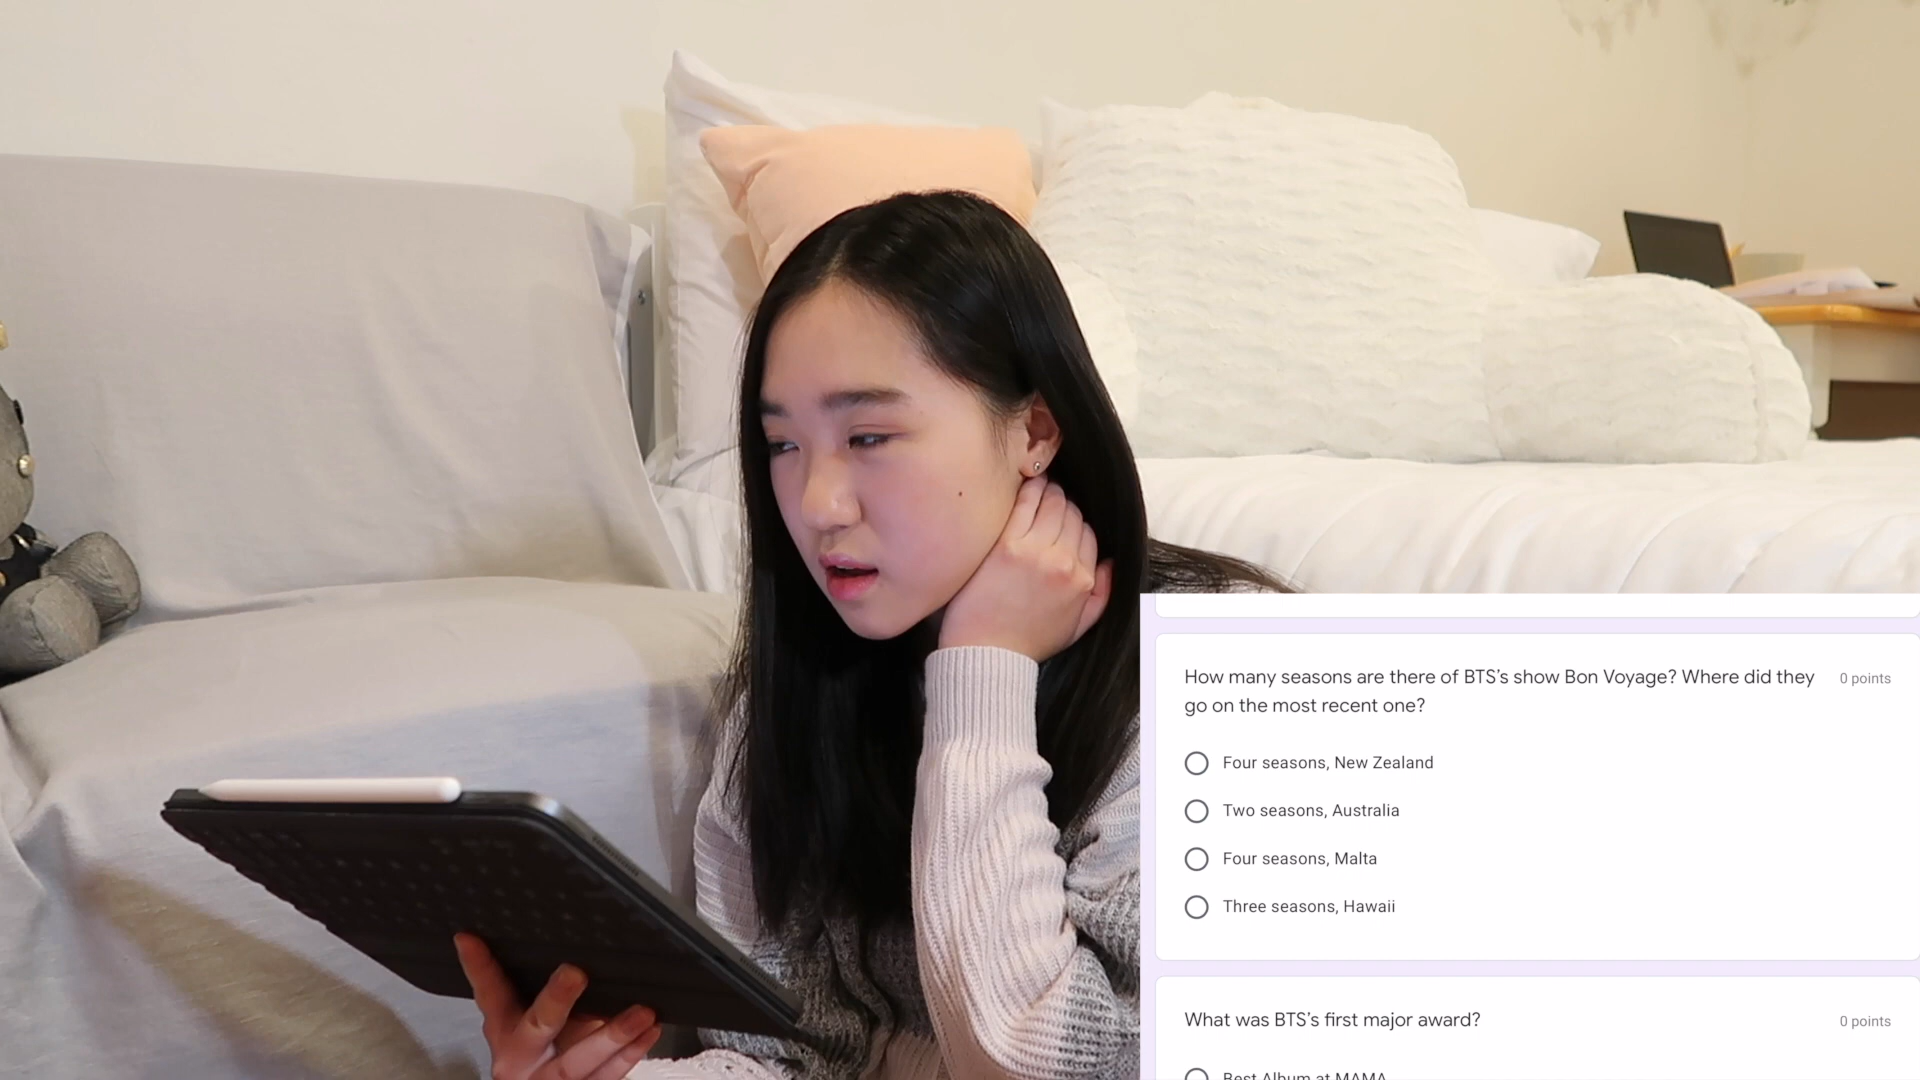 How many seasons are there of BTS’s show Bon Voyage? Where did they
go on the most recent one?
0 points
Four seasons, New Zealand
Two seasons, Australia
Four seasons, Malta
Three seasons, Hawaii
What was BTS’s first major award?
0 points
Best Album at MAMA